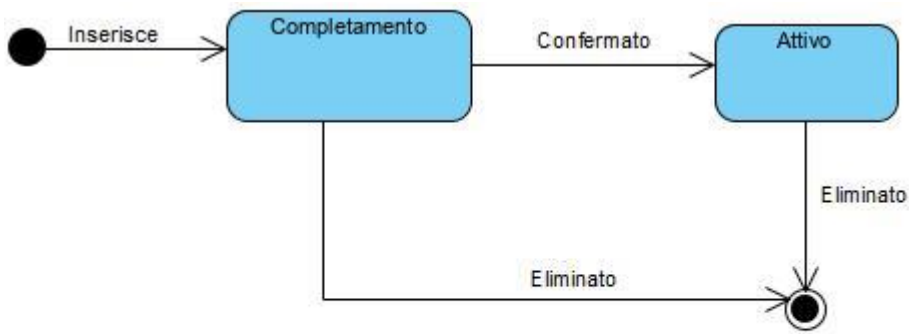 Inserisce
Completamento
Confermato
Attivo
Eliminato
Eliminato